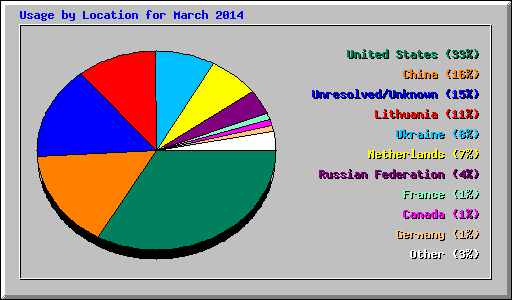 Usage by Location for March 2014
United States (33%)
China (16%)
Unresolved/Unknown (15%)
Lithuania (11%)
Ukraine (8%)
Netherlands (7%)
Russian Federation (4%)
France (1%)
Canada (1%)
Germany (1%)
Other (3%)